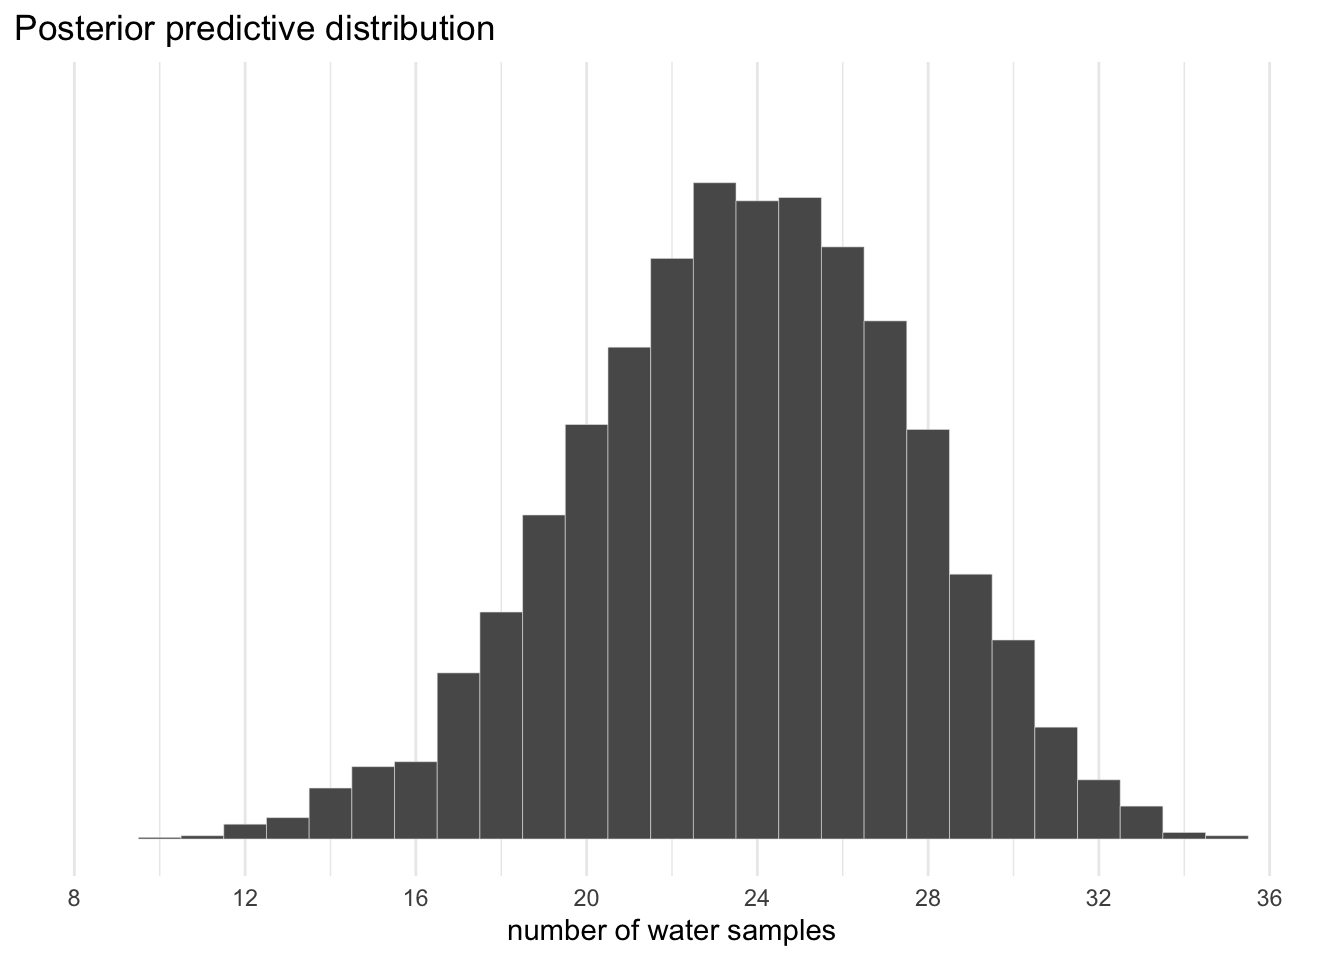 Posterior predictive distribution
8 12 16 20 24 28 32 36
number of water samples